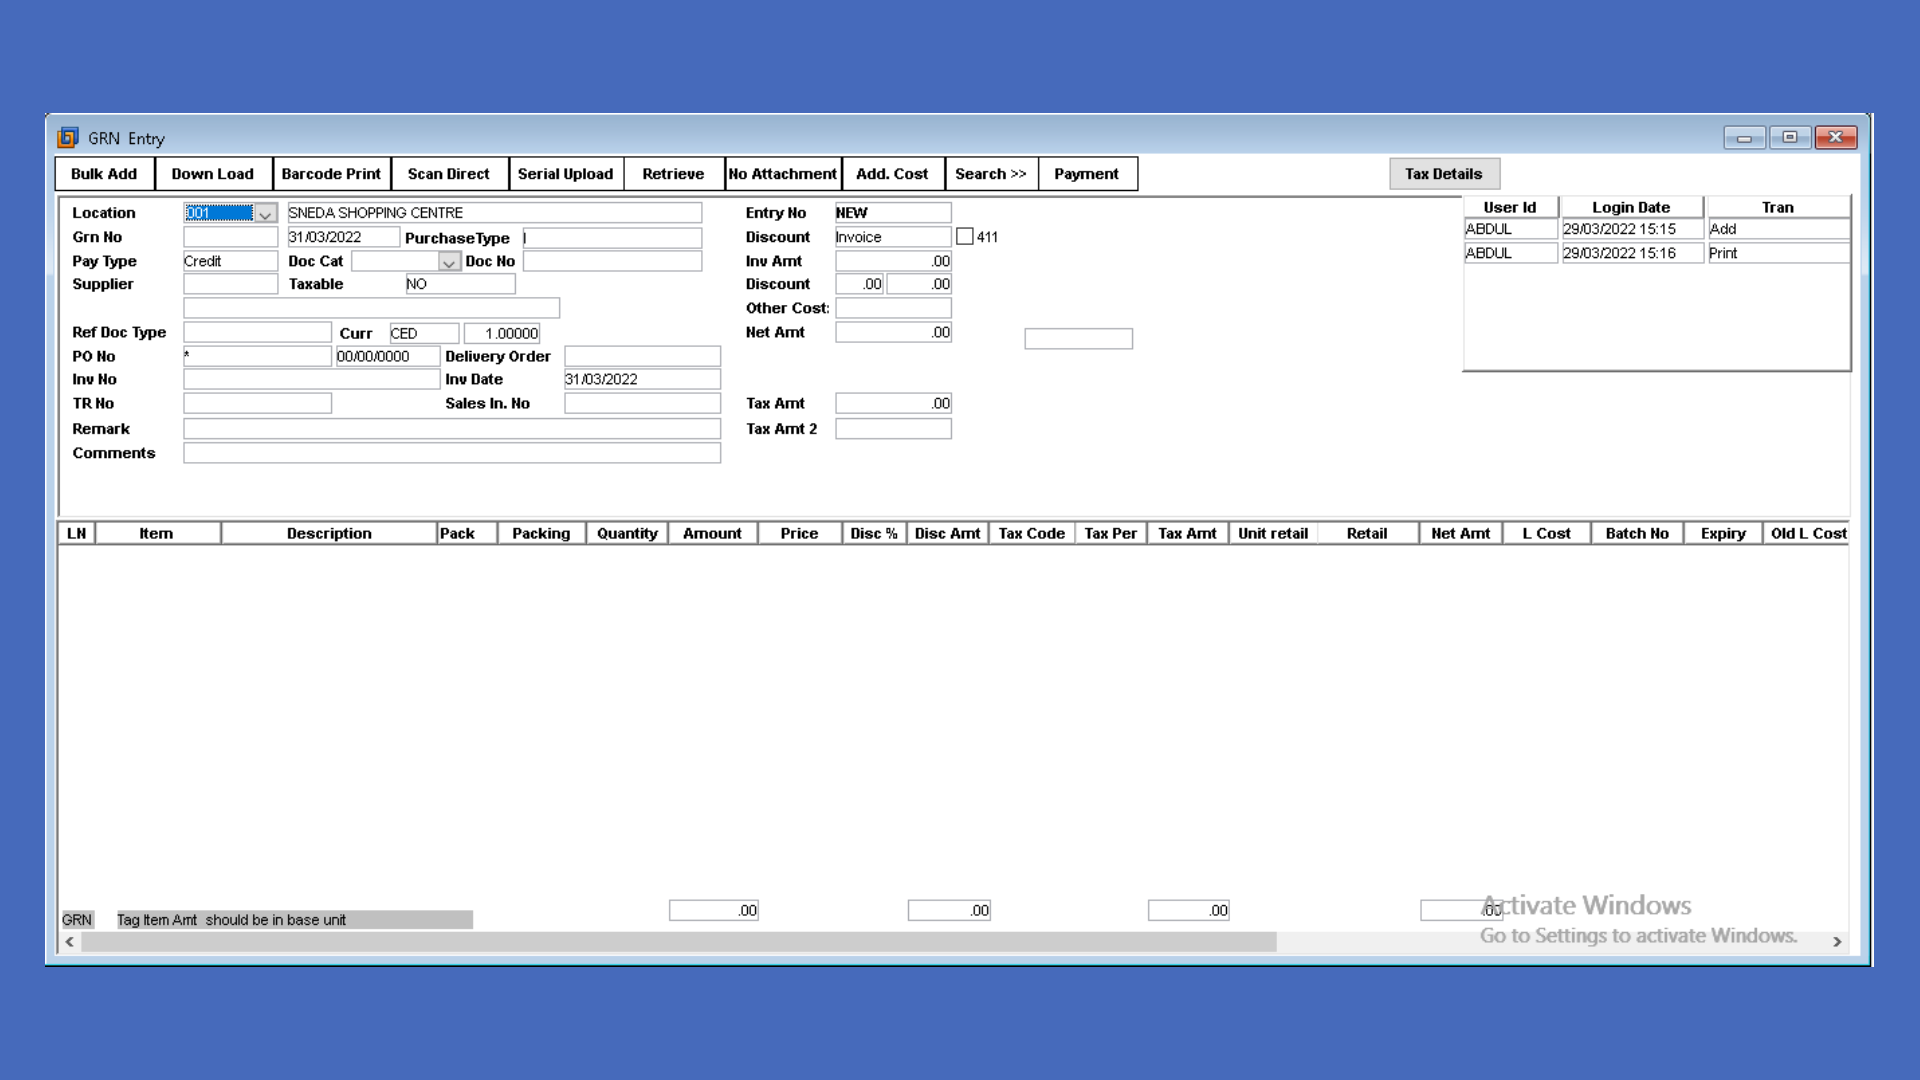 GRN Entry
Bulk Add Down Load Barcode Print Scan Direct Serial Upload Retrieve No Attachment Add. Cost Search >> Payment Tax Details
Location 001 SNEDA SHOPPING CENTRE Entry No NEW
Grn No 31/03/2022 PurchaseType I Discount Invoice 411
Pay Type Credit Doc Cat Doc No Inv Amt .00
Supplier Taxable NO Discount .00 .00
Other Cost:
Ref Doc Type Curr CED 1.00000 Net Amt .00
PO No * 00/00/0000 Delivery Order
Inv No Inv Date 31/03/2022
TR No Sales In. No Tax Amt .00
Remark Tax Amt 2
Comments
User Id Login Date Tran
ABDUL 29/03/2022 15:15 Add
ABDUL 29/03/2022 15:16 Print
LN Item Description Pack Packing Quantity Amount Price Disc % Disc Amt Tax Code Tax Per Tax Amt Unit retail Retail Net Amt L Cost Batch No Expiry Old L Cost
.00 .00 .00 .00
GRN Tag Item Amt should be in base unit
Activate Windows
Go to Settings to activate Windows.